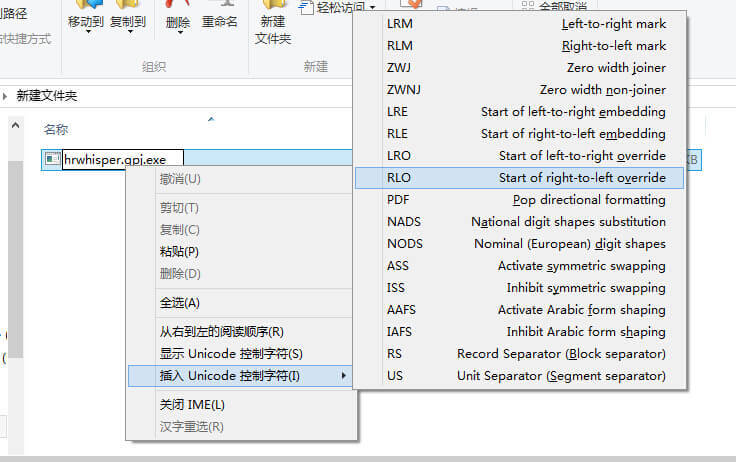 到路径
占快捷方式
移动到
复制到
删除
重命名
新建
文件夹
轻松访问
编辑
全部取消
组织
新建
新建文件夹
名称
hrwhisper.gpj.exe
KB
撤消(U)
剪切(T)
复制(C)
粘贴(P)
删除(D)
全选(A)
从右到左的阅读顺序(R)
显示 Unicode 控制字符(S)
插入 Unicode 控制字符(I)
关闭 IME(L)
汉字重选(R)
LRM Left-to-right mark
RLM Right-to-left mark
ZWJ Zero width joiner
ZWNJ Zero width non-joiner
LRE Start of left-to-right embedding
RLE Start of right-to-left embedding
LRO Start of left-to-right override
RLO Start of right-to-left override
PDF Pop directional formatting
NADS National digit shapes substitution
NODS Nominal (European) digit shapes
ASS Activate symmetric swapping
ISS Inhibit symmetric swapping
AAFS Activate Arabic form shaping
IAFS Inhibit Arabic form shaping
RS Record Separator (Block separator)
US Unit Separator (Segment separator)